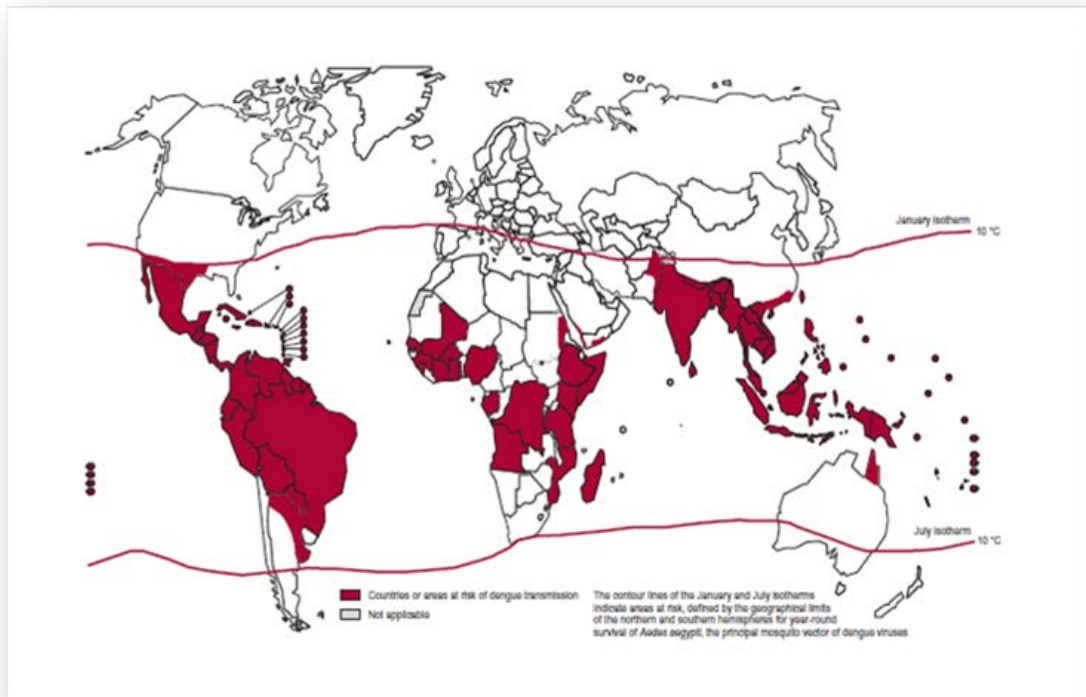 January isotherm
10 °C
July isotherm
10 °C
Countries or areas at risk of dengue transmission
Not applicable
The contour lines of the January and July isotherms
indicate areas at risk, defined by the geographical limits
of the northern and southern hemispheres for year-round
survival of Aedes aegypti, the principal mosquito vector of dengue viruses